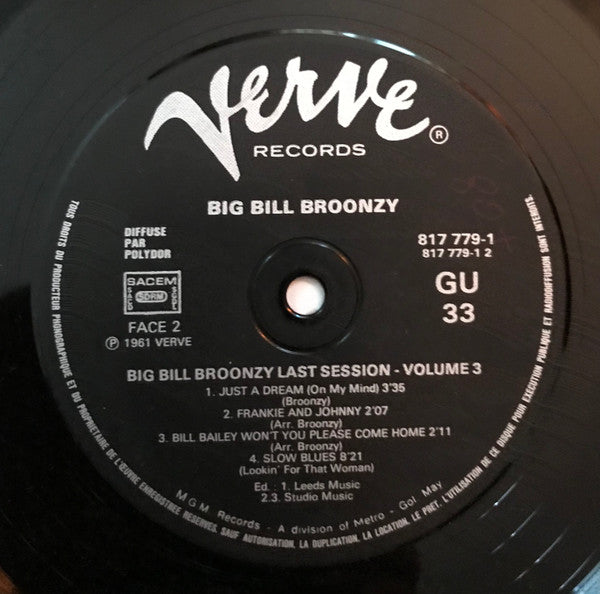 Verve ®
RECORDS
BIG BILL BROONZY
DIFFUSE
PAR
POLYDOR
817 779-1
817 779-1 2
SACEM
SACD SDRM SGDL
GU
33
FACE 2
℗ 1961 VERVE
BIG BILL BROONZY LAST SESSION - VOLUME 3
1. JUST A DREAM (On My Mind) 3'35
(Broonzy)
2. FRANKIE AND JOHNNY 2'07
(Arr. Broonzy)
3. BILL BAILEY WON'T YOU PLEASE COME HOME 2'11
(Arr. Broonzy)
4. SLOW BLUES 8'21
(Lookin' For That Woman)
Ed : 1. Leeds Music
2.3. Studio Music
MGM Records - A division of Metro - Gol May
TOUS DROITS DU PRODUCTEUR PHONOGRAPHIQUE ET DU PROPRIETAIRE DE L'ŒUVRE ENREGISTREE RESERVES. SAUF AUTORISATION. LA DUPLICATION. LA LOCATION. LE PRET. L'UTILISATION DE CE DISQUE POUR EXECUTION PUBLIQUE ET RADIODIFFUSION SONT INTERDITS.